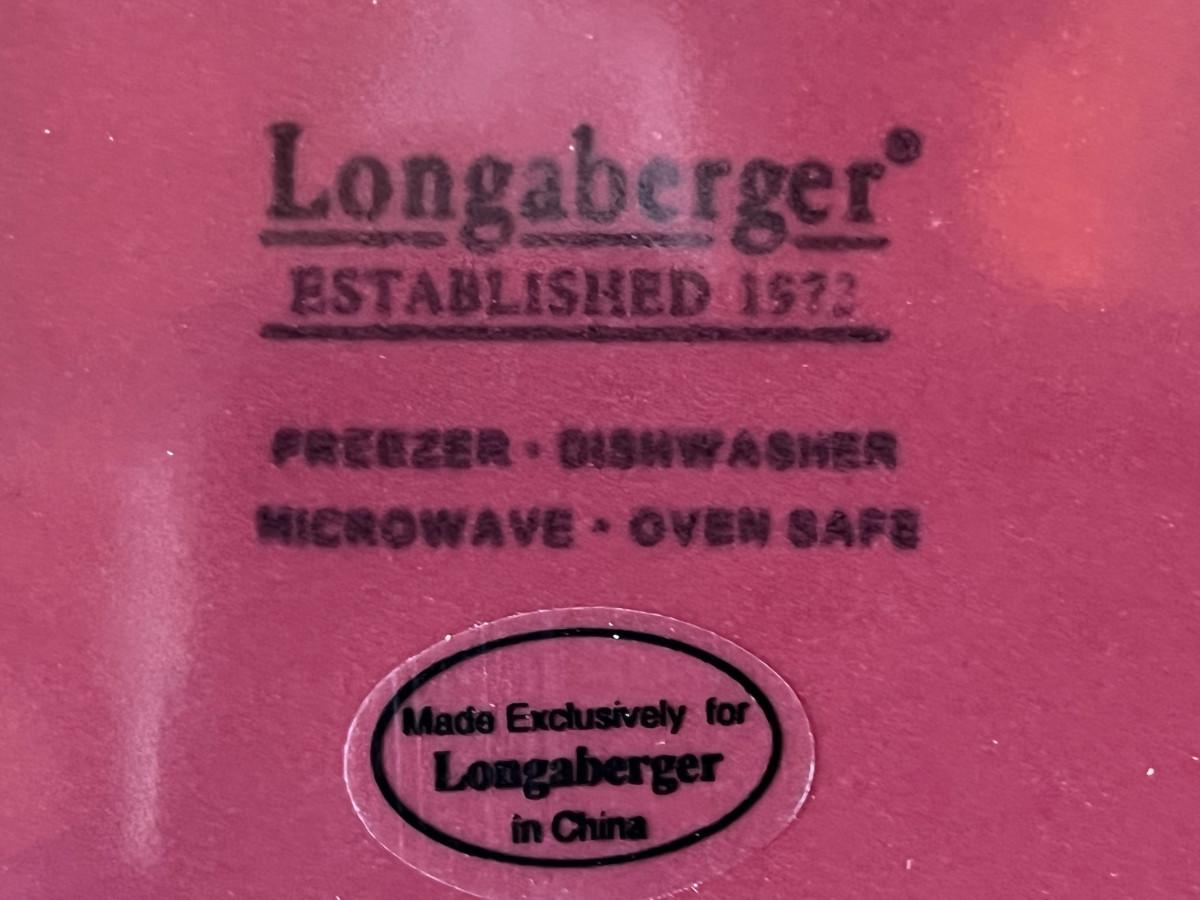 Longaberger®
ESTABLISHED 1973
FREEZER • DISHWASHER
MICROWAVE • OVEN SAFE
Made Exclusively for
Longaberger
in China